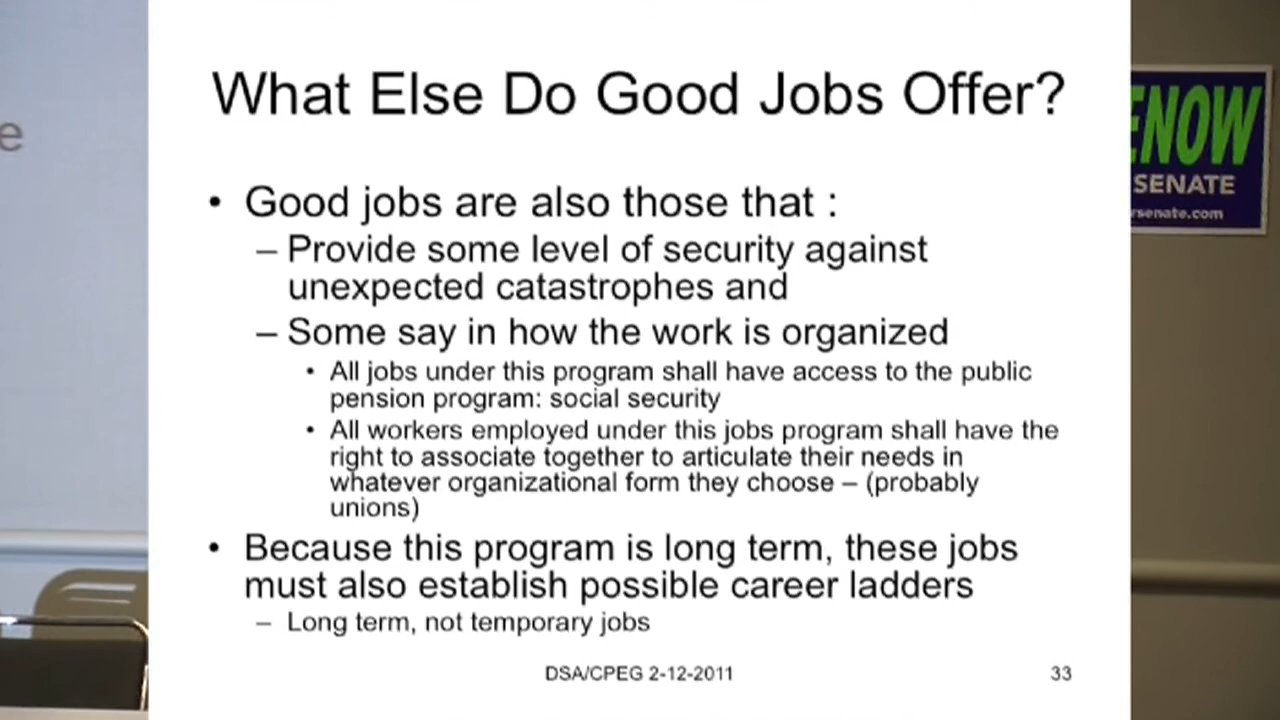 What Else Do Good Jobs Offer?
• Good jobs are also those that :
– Provide some level of security against
unexpected catastrophes and
– Some say in how the work is organized
• All jobs under this program shall have access to the public
pension program: social security
• All workers employed under this jobs program shall have the
right to associate together to articulate their needs in
whatever organizational form they choose – (probably
unions)
• Because this program is long term, these jobs
must also establish possible career ladders
– Long term, not temporary jobs
DSA/CPEG 2-12-2011
33
e
ENOW
SENATE
rsenate.com